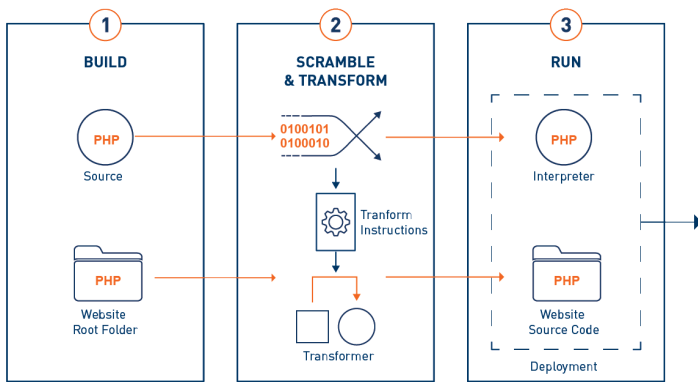 1
BUILD
PHP
Source
PHP
Website
Root Folder
2
SCRAMBLE
& TRANSFORM
0100101
0100010
Tranform
Instructions
Transformer
3
RUN
PHP
Interpreter
PHP
Website
Source Code
Deployment